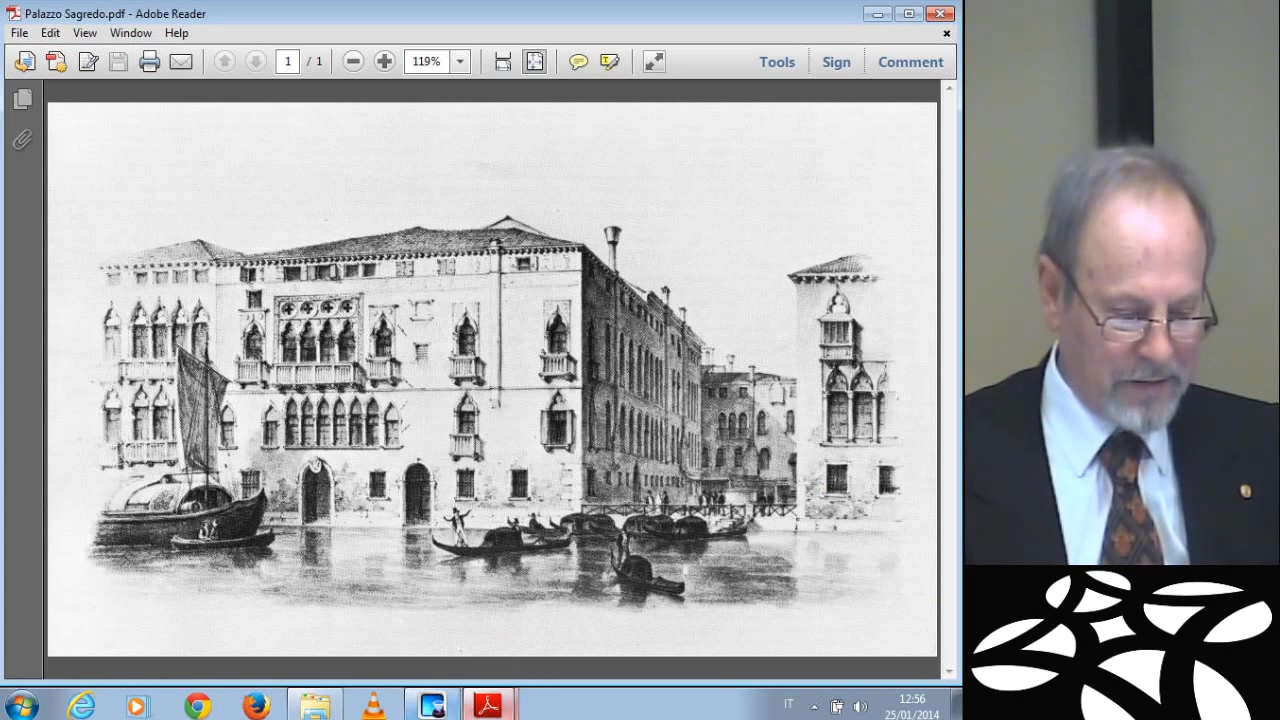 Palazzo Sagredo.pdf - Adobe Reader
File Edit View Window Help
1 / 1 119% Tools Sign Comment
IT
12:56
25/01/2014